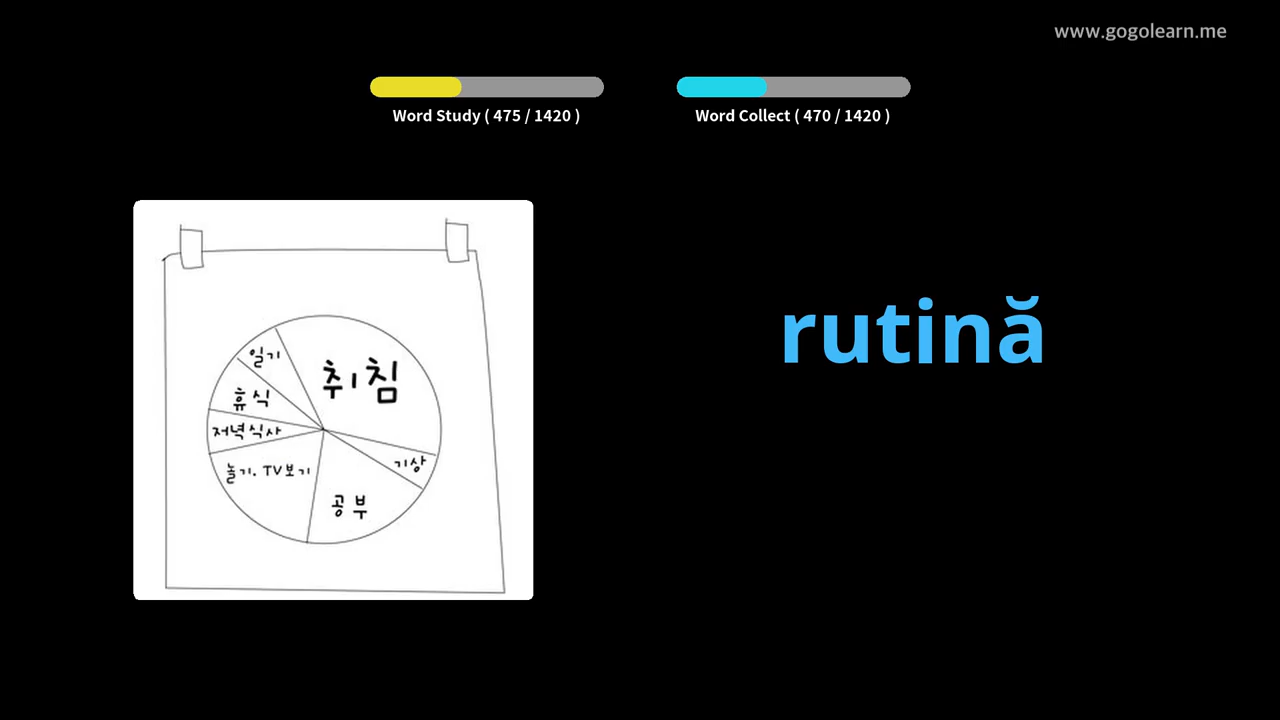 www.gogolearn.me
Word Study ( 475 / 1420 )
Word Collect ( 470 / 1420 )
rutină
일기
취침
휴식
저녁식사
기상
놀기. TV보기
공부